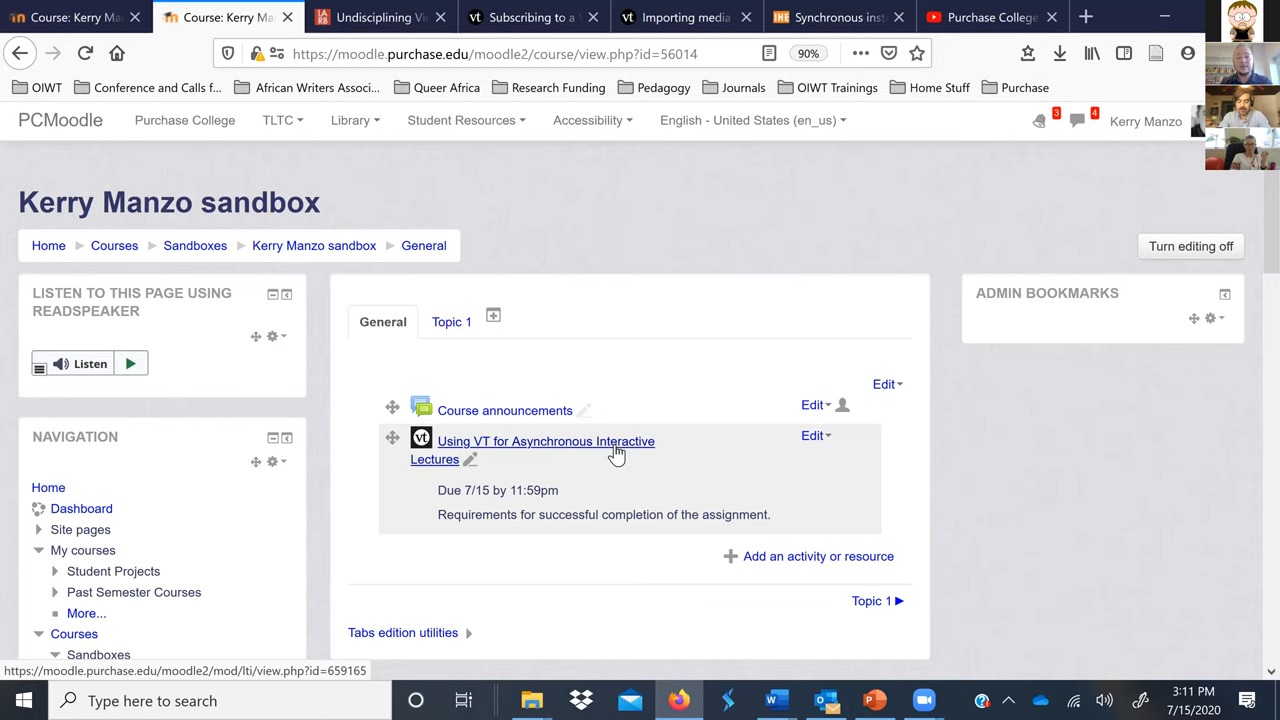 Course: Kerry Ma
Course: Kerry Ma
Undisciplining Vic
Subscribing to a V
Importing media
Synchronous inst
Purchase College
https://moodle.purchase.edu/moodle2/course/view.php?id=56014
90%
OIWT
Conference and Calls f...
African Writers Associ...
Queer Africa
Research Funding
Pedagogy
Journals
OIWT Trainings
Home Stuff
Purchase
PCMoodle
Purchase College
TLTC
Library
Student Resources
Accessibility
English - United States (en_us)
3
4
Kerry Manzo
Kerry Manzo sandbox
Home
Courses
Sandboxes
Kerry Manzo sandbox
General
Turn editing off
LISTEN TO THIS PAGE USING
READSPEAKER
Listen
NAVIGATION
Home
Dashboard
Site pages
My courses
Student Projects
Past Semester Courses
More...
Courses
Sandboxes
General
Topic 1
Edit
Course announcements
Edit
vt
Using VT for Asynchronous Interactive
Lectures
Edit
Due 7/15 by 11:59pm
Requirements for successful completion of the assignment.
Add an activity or resource
Topic 1
Tabs edition utilities
ADMIN BOOKMARKS
https://moodle.purchase.edu/moodle2/mod/lti/view.php?id=659165
Type here to search
3:11 PM
7/15/2020